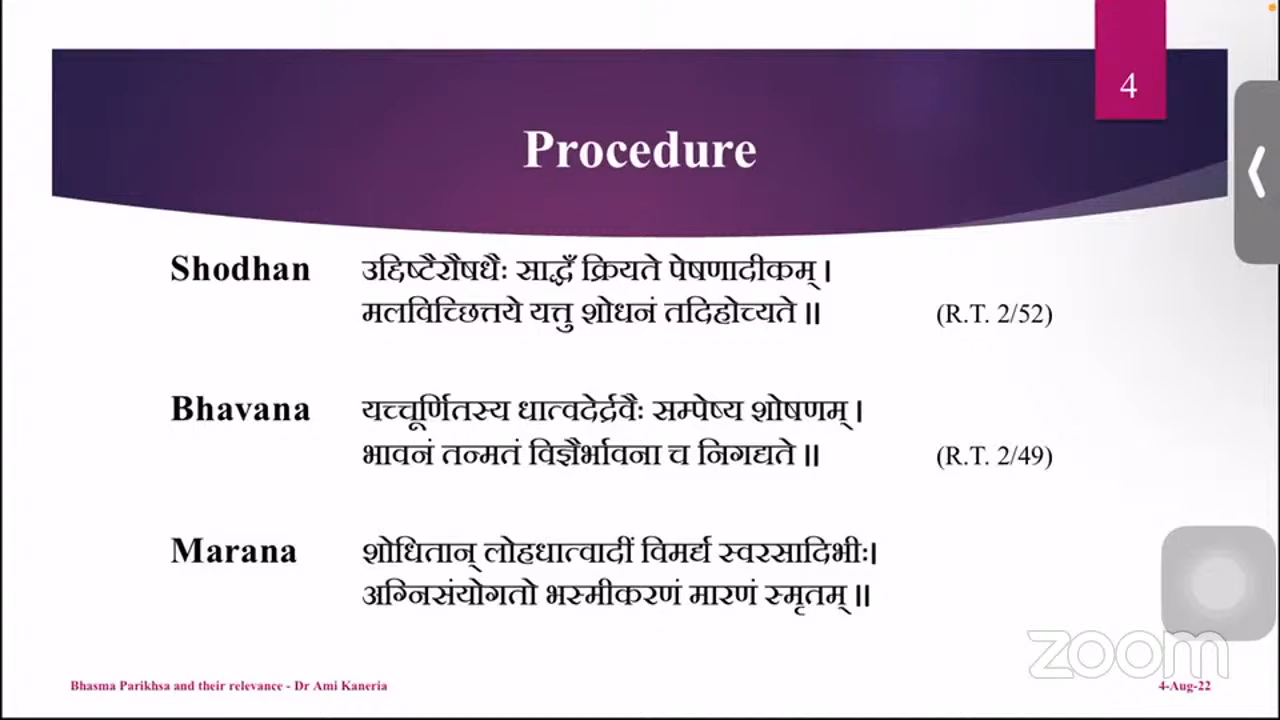 4
Procedure
Shodhan
उद्दिष्टैरौषधैः सार्द्धँ क्रियते पेषणादीकम् ।
मलविच्छित्तये यत्तु शोधनं तदिहोच्यते ॥ (R.T. 2/52)
Bhavana
यच्चूर्णितस्य धात्वदेर्द्रवैः सम्पेष्य शोषणम् ।
भावनं तन्मतं विज्ञैर्भावना च निगद्यते ॥ (R.T. 2/49)
Marana
शोधितान् लोहधात्वादीं विमर्द्य स्वरसादिभीः।
अग्निसंयोगतो भस्मीकरणं मारणं स्मृतम् ॥
zoom
Bhasma Parikhsa and their relevance - Dr Ami Kaneria 4-Aug-22